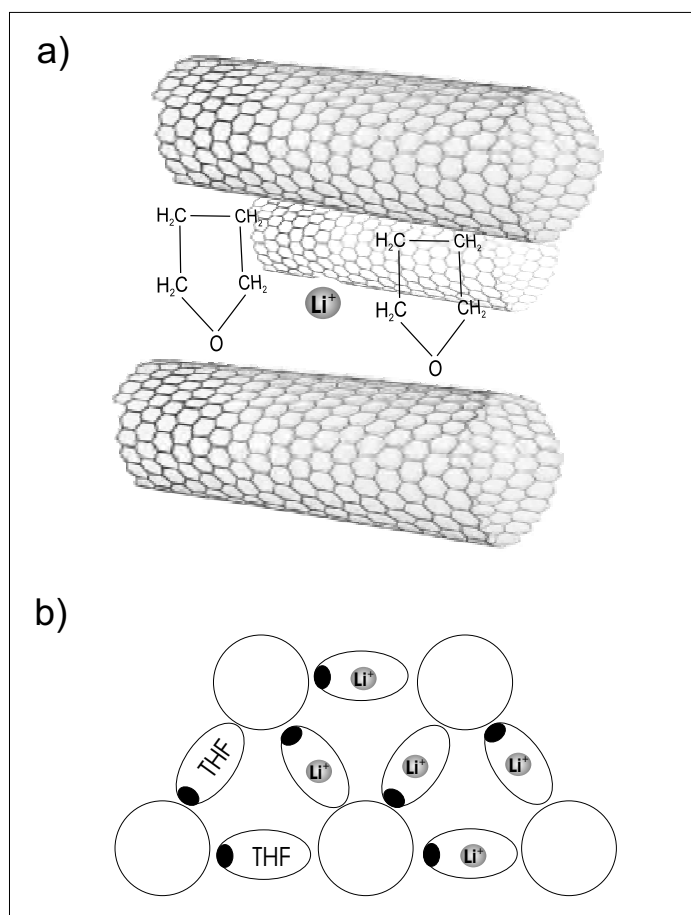 a)
H₂C CH₂
H₂C CH₂
H₂C CH₂
Li⁺
H₂C CH₂
O
O
b)
Li⁺
THF
Li⁺
Li⁺
Li⁺
THF
Li⁺